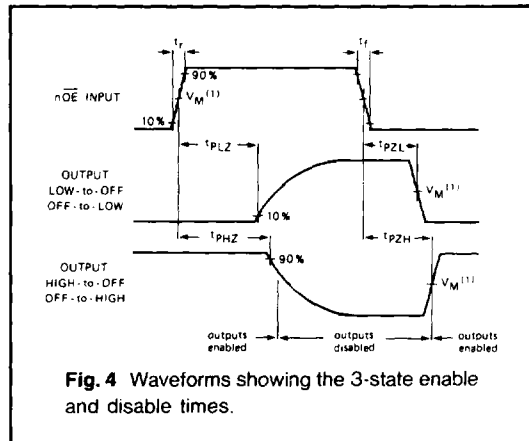 tr
tf
90%
nOE INPUT
VM(1)
10%
tPLZ
tPZL
OUTPUT
LOW-to-OFF
OFF-to-LOW
VM(1)
10%
tPHZ
tPZH
OUTPUT
HIGH-to-OFF
OFF-to-HIGH
90%
VM(1)
outputs enabled
outputs disabled
outputs enabled
Fig. 4 Waveforms showing the 3-state enable
and disable times.